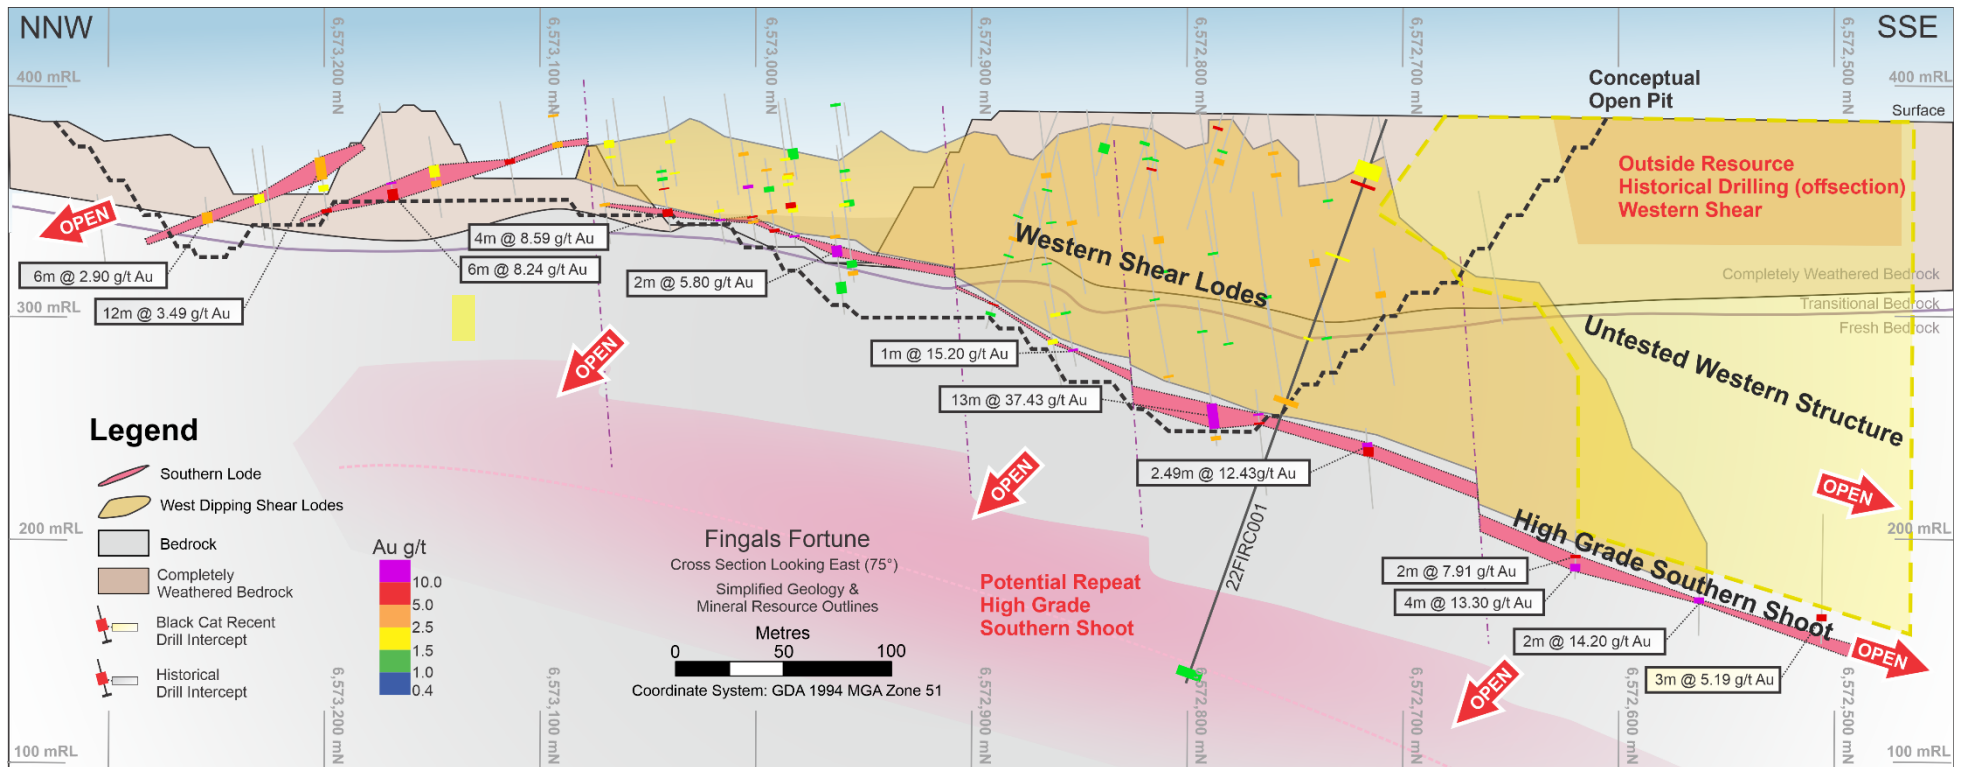 NNW
SSE
6,573,200 mN
6,573,100 mN
6,573,000 mN
6,572,900 mN
6,572,800 mN
6,572,700 mN
6,572,500 mN
400 mRL
400 mRL
Conceptual
Open Pit
Surface
Outside Resource
Historical Drilling (offsection)
Western Shear
OPEN
4m @ 8.59 g/t Au
6m @ 8.24 g/t Au
6m @ 2.90 g/t Au
12m @ 3.49 g/t Au
2m @ 5.80 g/t Au
Western Shear Lodes
Completely Weathered Bedrock
Transitional Bedrock
Fresh Bedrock
300 mRL
300 mRL
OPEN
1m @ 15.20 g/t Au
13m @ 37.43 g/t Au
2.49m @ 12.43g/t Au
Untested Western Structure
OPEN
OPEN
22FIRC001
High Grade Southern Shoot
200 mRL
200 mRL
2m @ 7.91 g/t Au
4m @ 13.30 g/t Au
2m @ 14.20 g/t Au
3m @ 5.19 g/t Au
OPEN
OPEN
Legend
Southern Lode
West Dipping Shear Lodes
Bedrock
Completely
Weathered Bedrock
Black Cat Recent
Drill Intercept
Historical
Drill Intercept
Au g/t
10.0
5.0
2.5
1.5
1.0
0.4
Fingals Fortune
Cross Section Looking East (75°)
Simplified Geology &
Mineral Resource Outlines
Metres
0 50 100
Coordinate System: GDA 1994 MGA Zone 51
Potential Repeat
High Grade
Southern Shoot
6,573,200 mN
6,573,100 mN
6,572,900 mN
6,572,800 mN
6,572,700 mN
6,572,600 mN
6,572,500 mN
100 mRL
100 mRL